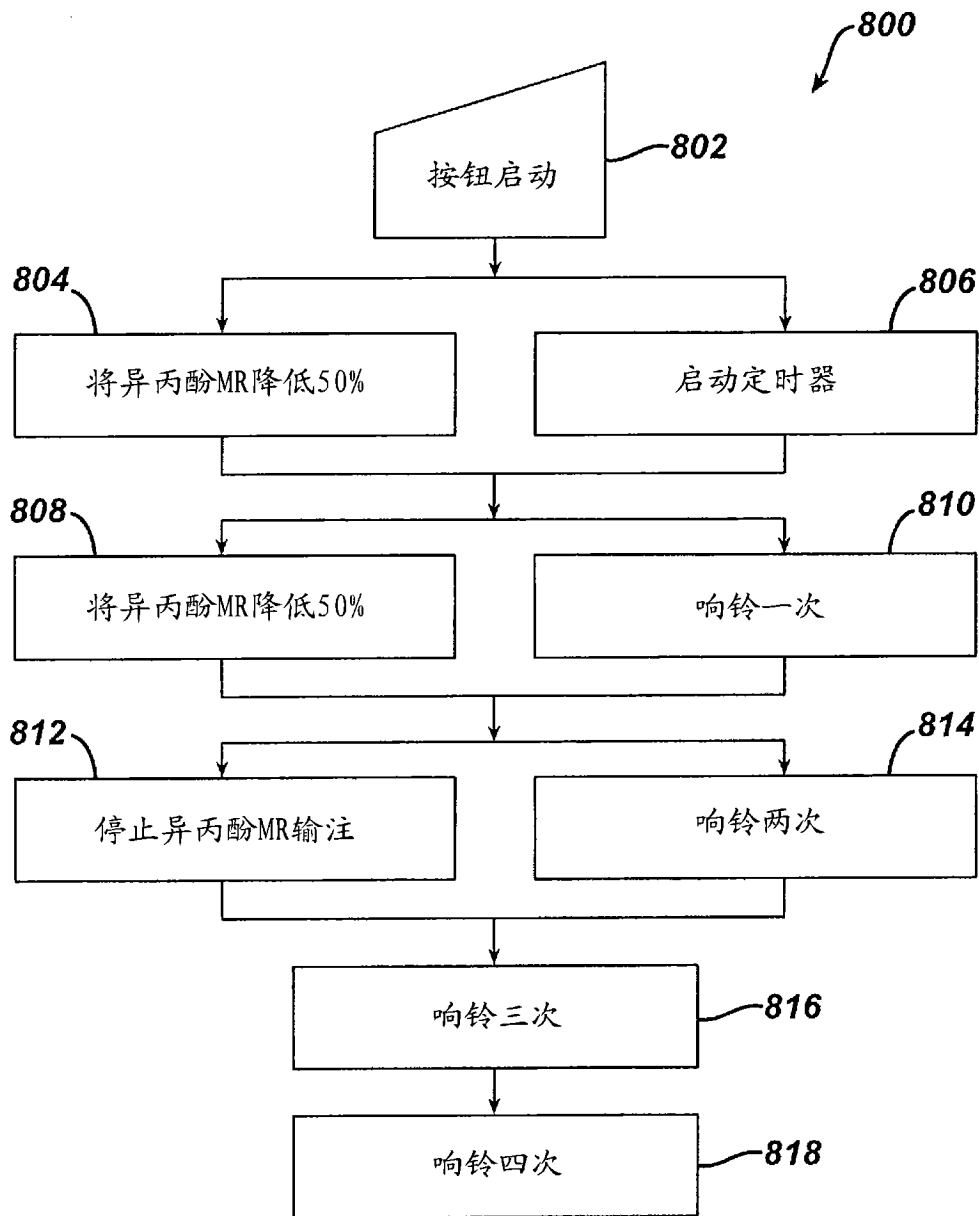 800
802
按钮启动
804
806
将异丙酚MR降低50%
启动定时器
808
810
将异丙酚MR降低50%
响铃一次
812
814
停止异丙酚MR输注
响铃两次
响铃三次
816
响铃四次
818